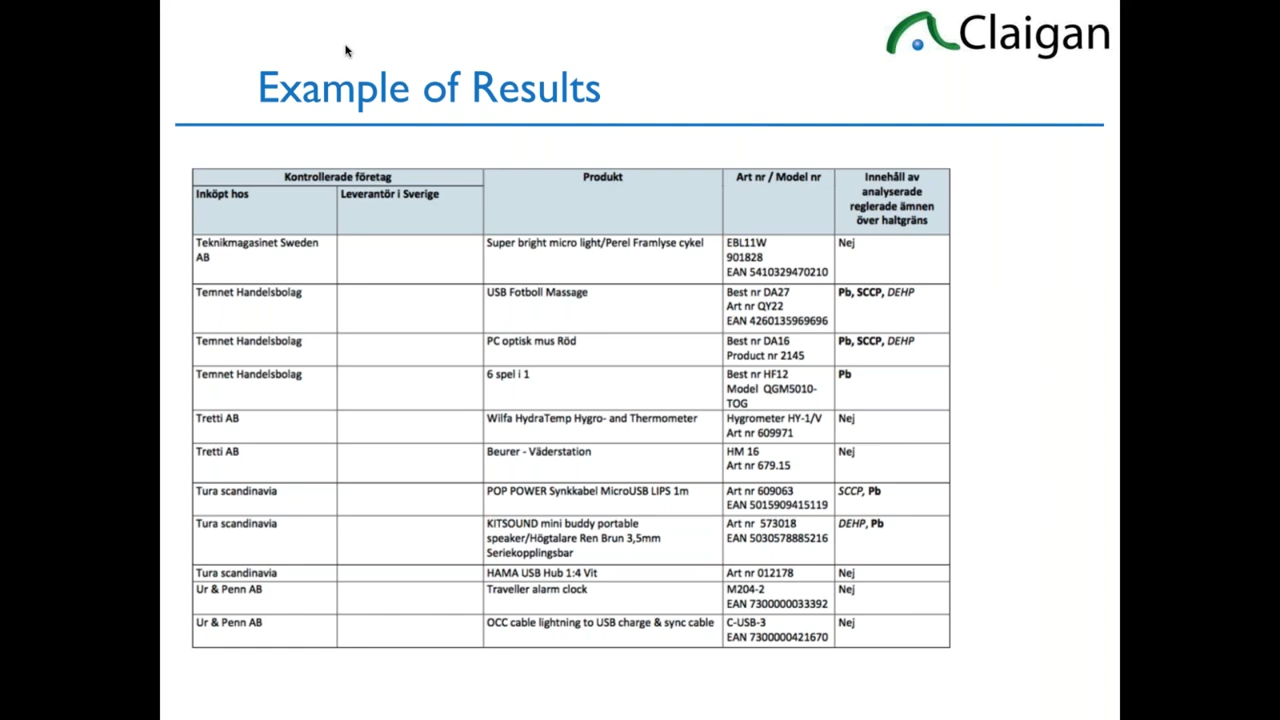 Claigan
Example of Results
Kontrollerade företag
Produkt
Art nr / Model nr
Innehåll av
analyserade
reglerade ämnen
över haltgräns
Inköpt hos
Leverantör i Sverige
Teknikmagasinet Sweden
AB
Super bright micro light/Perel Framlyse cykel
EBL11W
901828
EAN 5410329470210
Nej
Temnet Handelsbolag
USB Fotboll Massage
Best nr DA27
Art nr QY22
EAN 4260135969696
Pb, SCCP, DEHP
Temnet Handelsbolag
PC optisk mus Röd
Best nr DA16
Product nr 2145
Pb, SCCP, DEHP
Temnet Handelsbolag
6 spel i 1
Best nr HF12
Model QGM5010-
TOG
Pb
Tretti AB
Wilfa HydraTemp Hygro- and Thermometer
Hygrometer HY-1/V
Art nr 609971
Nej
Tretti AB
Beurer - Väderstation
HM 16
Art nr 679.15
Nej
Tura scandinavia
POP POWER Synkkabel MicroUSB LIPS 1m
Art nr 609063
EAN 5015909415119
SCCP, Pb
Tura scandinavia
KITSOUND mini buddy portable
speaker/Högtalare Ren Brun 3,5mm
Seriekopplingsbar
Art nr 573018
EAN 5030578885216
DEHP, Pb
Tura scandinavia
HAMA USB Hub 1:4 Vit
Art nr 012178
Nej
Ur & Penn AB
Traveller alarm clock
M204-2
EAN 7300000033392
Nej
Ur & Penn AB
OCC cable lightning to USB charge & sync cable
C-USB-3
EAN 7300000421670
Nej